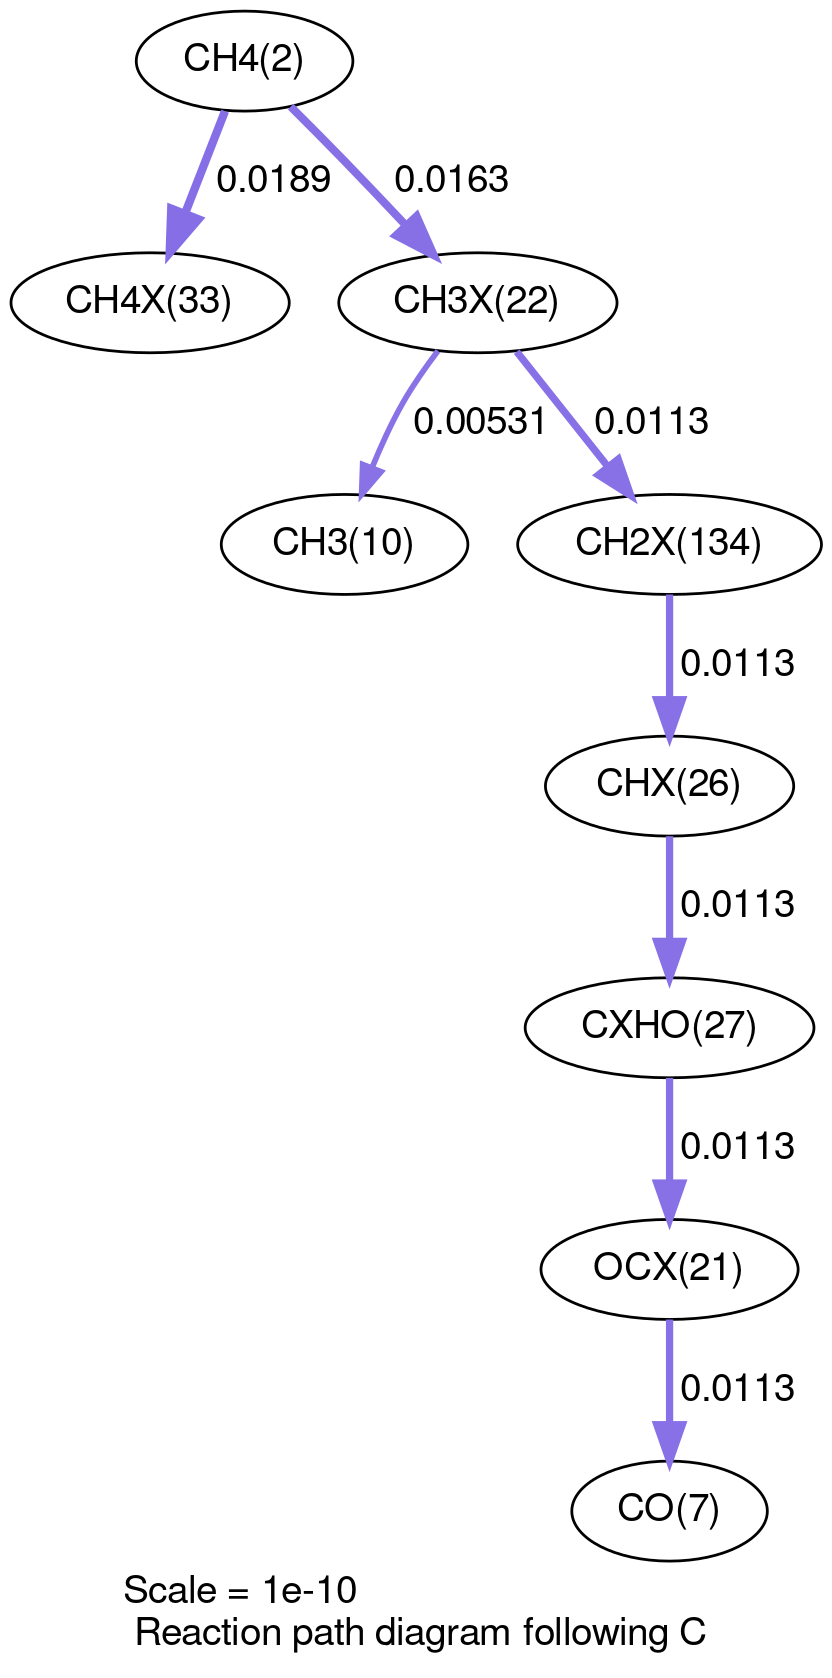 CH4(2)
0.0189
0.0163
CH4X(33)
CH3X(22)
0.00531
0.0113
CH3(10)
CH2X(134)
0.0113
CHX(26)
0.0113
CXHO(27)
0.0113
OCX(21)
0.0113
CO(7)
Scale = 1e-10
Reaction path diagram following C